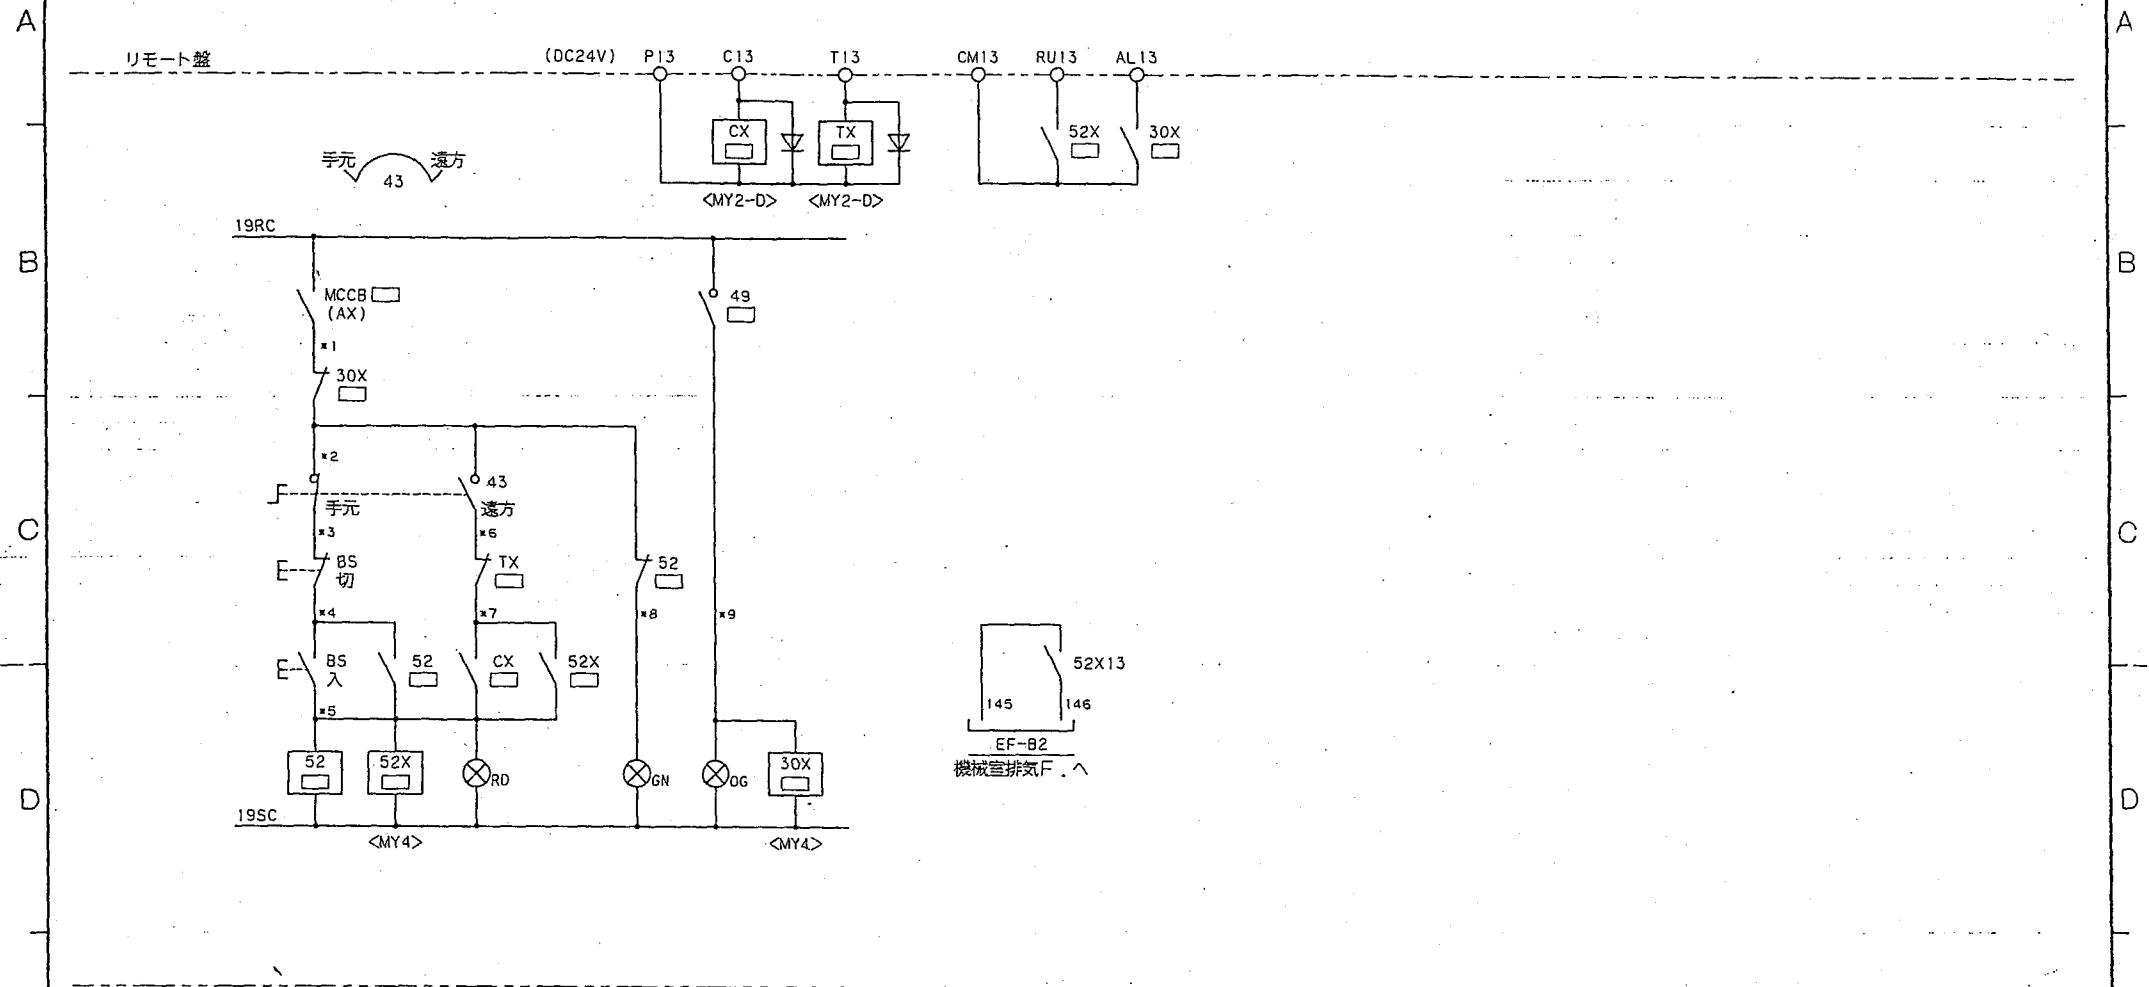 A
A
リモート盤
(DC24V)
P13
C13
T13
CM13
RU13
AL13
CX
TX
52X
30X
手元
遠方
43
<MY2-D>
<MY2-D>
19RC
B
B
MCCB
(AX)
49
*1
30X
*2
43
手元
遠方
C
C
*3
*6
BS
切
TX
52
*4
*7
*8
*9
BS
入
52
CX
52X
52X13
*5
145
146
EF-B2
機械室排気F.へ
52
52X
RD
GN
OG
30X
D
D
19SC
<MY4>
<MY4>